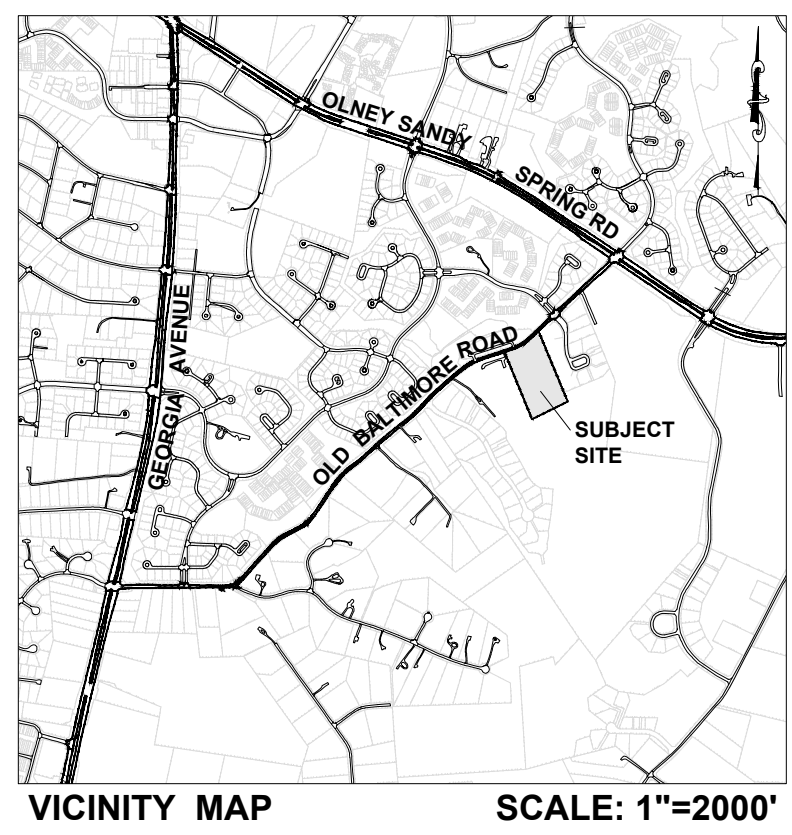 OLNEY SANDY
SPRING RD
GEORGIA AVENUE
OLD BALTIMORE ROAD
SUBJECT
SITE
VICINITY MAP
SCALE: 1"=2000'